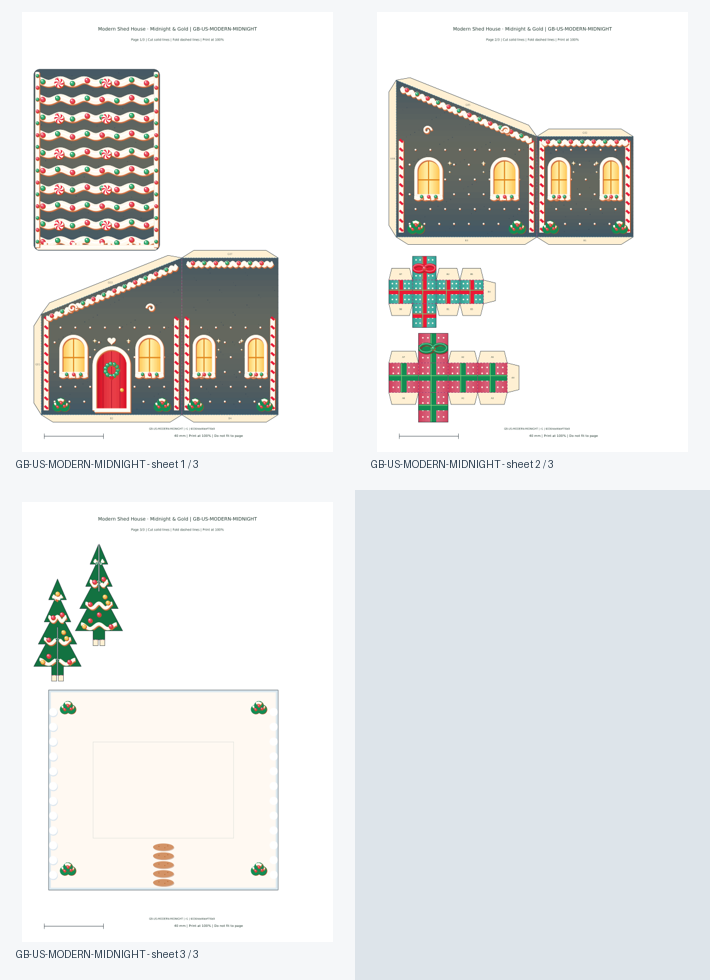 Modern Shed House · Midnight & Gold | GB-US-MODERN-MIDNIGHT
Page 1/3 | Cut solid lines | Fold dashed lines | Print at 100%
50 mm | Print at 100% | Do not fit to page
GB-US-MODERN-MIDNIGHT - sheet 1 / 3
Modern Shed House · Midnight & Gold | GB-US-MODERN-MIDNIGHT
Page 2/3 | Cut solid lines | Fold dashed lines | Print at 100%
50 mm | Print at 100% | Do not fit to page
GB-US-MODERN-MIDNIGHT - sheet 2 / 3
Modern Shed House · Midnight & Gold | GB-US-MODERN-MIDNIGHT
Page 3/3 | Cut solid lines | Fold dashed lines | Print at 100%
50 mm | Print at 100% | Do not fit to page
GB-US-MODERN-MIDNIGHT - sheet 3 / 3